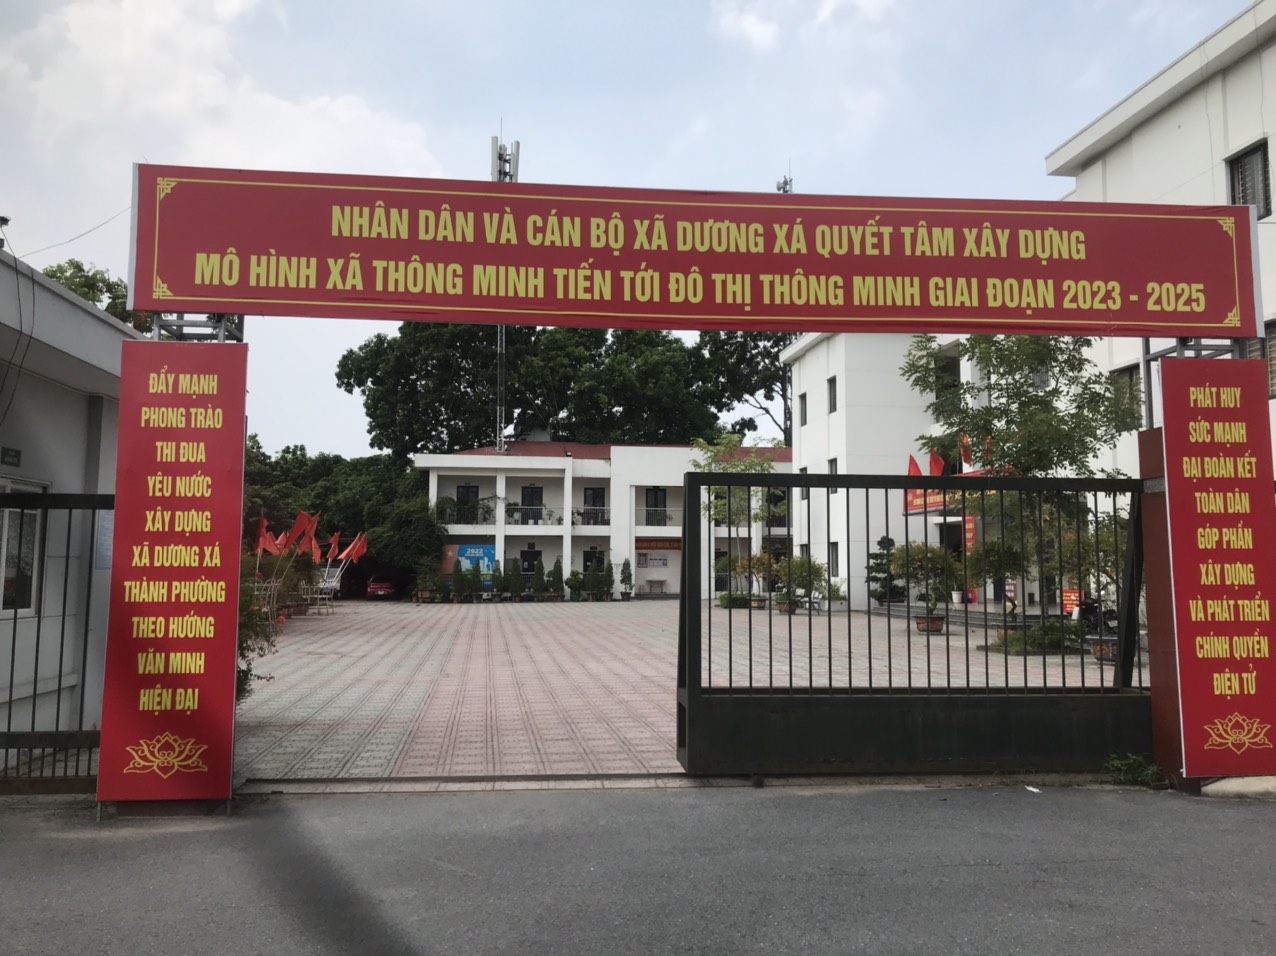 NHÂN DÂN VÀ CÁN BỘ XÃ DƯƠNG XÁ QUYẾT TÂM XÂY DỰNG
MÔ HÌNH XÃ THÔNG MINH TIẾN TỚI ĐÔ THỊ THÔNG MINH GIAI ĐOẠN 2023 - 2025
ĐẨY MẠNH
PHONG TRÀO
THI ĐUA
YÊU NƯỚC
XÂY DỰNG
XÃ DƯƠNG XÁ
THÀNH PHƯỜNG
THEO HƯỚNG
VĂN MINH
HIỆN ĐẠI
2022
PHÁT HUY
SỨC MẠNH
ĐẠI ĐOÀN KẾT
TOÀN DÂN
GÓP PHẦN
XÂY DỰNG
VÀ PHÁT TRIỂN
CHÍNH QUYỀN
ĐIỆN TỬ